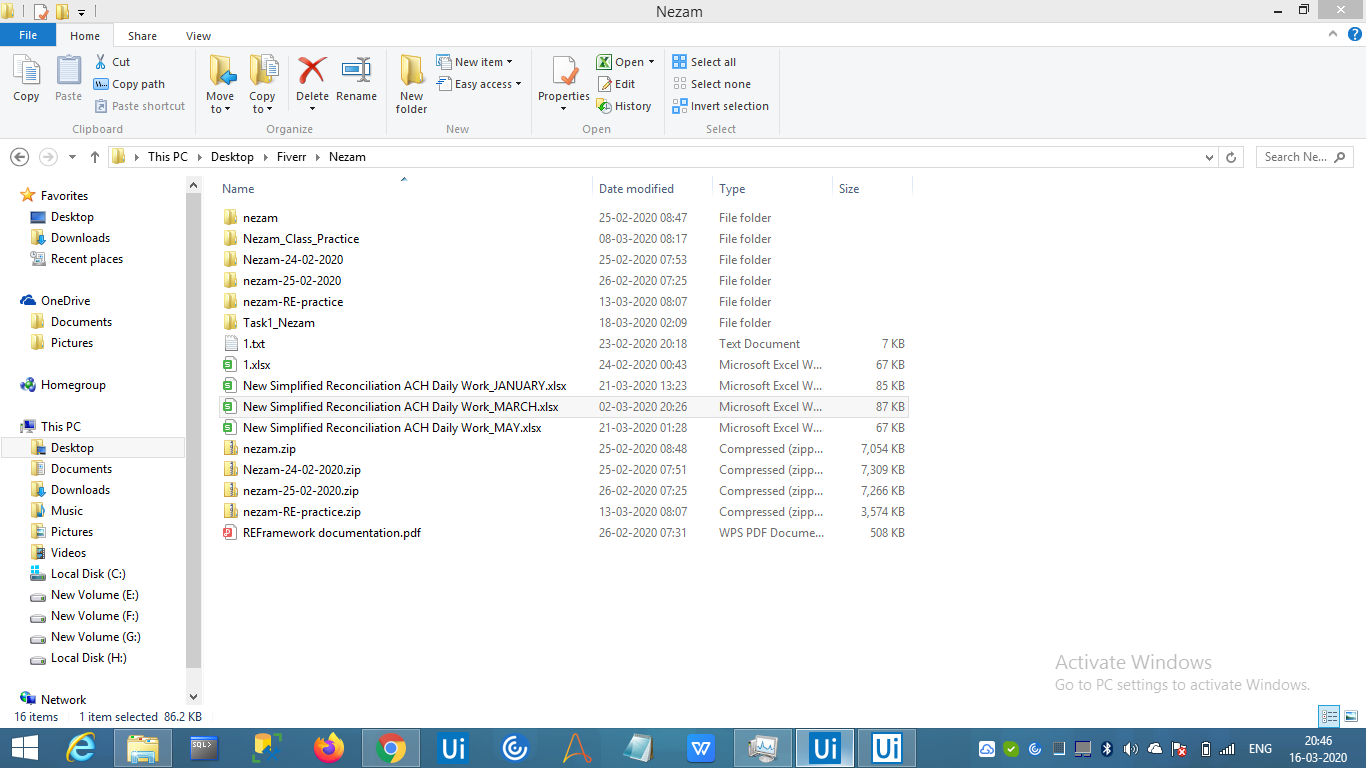 Nezam
File Home Share View
Copy
Paste
Cut
Copy path
Paste shortcut
Clipboard
Move to
Copy to
Delete
Rename
Organize
New folder
New item
Easy access
New
Properties
Open
Edit
History
Open
Select all
Select none
Invert selection
Select
This PC Desktop Fiverr Nezam
Search Ne...
Favorites
Desktop
Downloads
Recent places
OneDrive
Documents
Pictures
Homegroup
This PC
Desktop
Documents
Downloads
Music
Pictures
Videos
Local Disk (C:)
New Volume (E:)
New Volume (F:)
New Volume (G:)
Local Disk (H:)
Network
Name Date modified Type Size
nezam 25-02-2020 08:47 File folder
Nezam_Class_Practice 08-03-2020 08:17 File folder
Nezam-24-02-2020 25-02-2020 07:53 File folder
nezam-25-02-2020 26-02-2020 07:25 File folder
nezam-RE-practice 13-03-2020 08:07 File folder
Task1_Nezam 18-03-2020 02:09 File folder
1.txt 23-02-2020 20:18 Text Document 7 KB
1.xlsx 24-02-2020 00:43 Microsoft Excel W... 67 KB
New Simplified Reconciliation ACH Daily Work_JANUARY.xlsx 21-03-2020 13:23 Microsoft Excel W... 85 KB
New Simplified Reconciliation ACH Daily Work_MARCH.xlsx 02-03-2020 20:26 Microsoft Excel W... 87 KB
New Simplified Reconciliation ACH Daily Work_MAY.xlsx 21-03-2020 01:28 Microsoft Excel W... 67 KB
nezam.zip 25-02-2020 08:48 Compressed (zipp... 7,054 KB
Nezam-24-02-2020.zip 25-02-2020 07:51 Compressed (zipp... 7,309 KB
nezam-25-02-2020.zip 26-02-2020 07:25 Compressed (zipp... 7,266 KB
nezam-RE-practice.zip 13-03-2020 08:07 Compressed (zipp... 3,574 KB
REFramework documentation.pdf 26-02-2020 07:31 WPS PDF Docume... 508 KB
Activate Windows
Go to PC settings to activate Windows.
16 items 1 item selected 86.2 KB
SQL>
Ui
W
Ui
Ui
ENG
20:46
16-03-2020